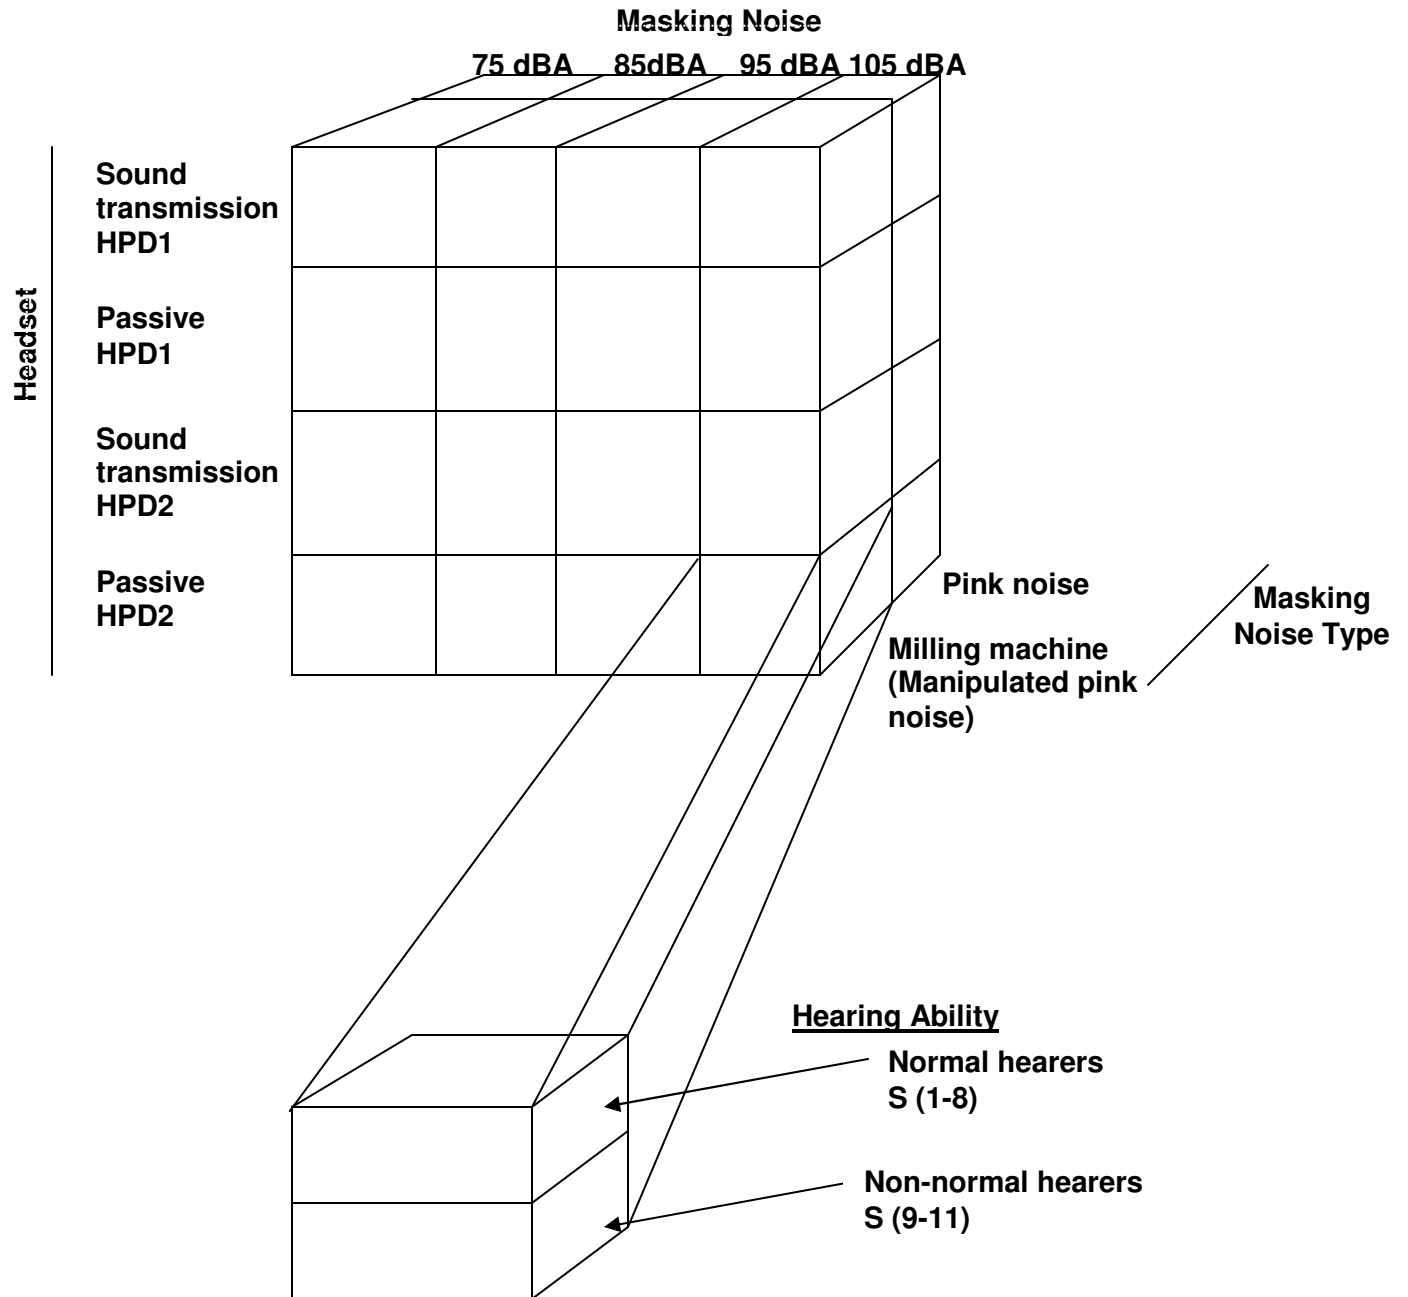 Masking Noise
75 dBA 85dBA 95 dBA 105 dBA
Headset
Sound
transmission
HPD1
Passive
HPD1
Sound
transmission
HPD2
Passive
HPD2
Pink noise
Milling machine
(Manipulated pink
noise)
Masking
Noise Type
Hearing Ability
Normal hearers
S (1-8)
Non-normal hearers
S (9-11)